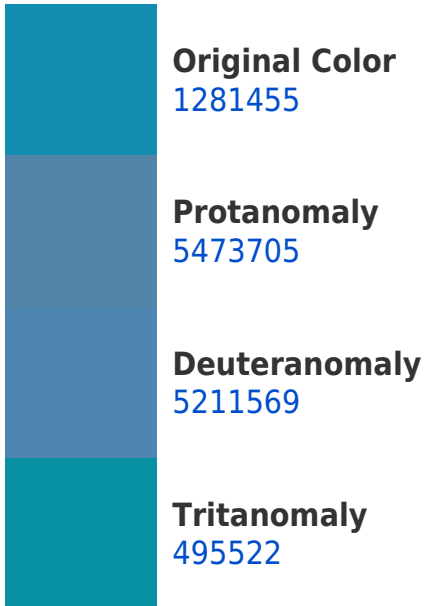 Original Color
1281455
Protanomaly
5473705
Deuteranomaly
5211569
Tritanomaly
495522